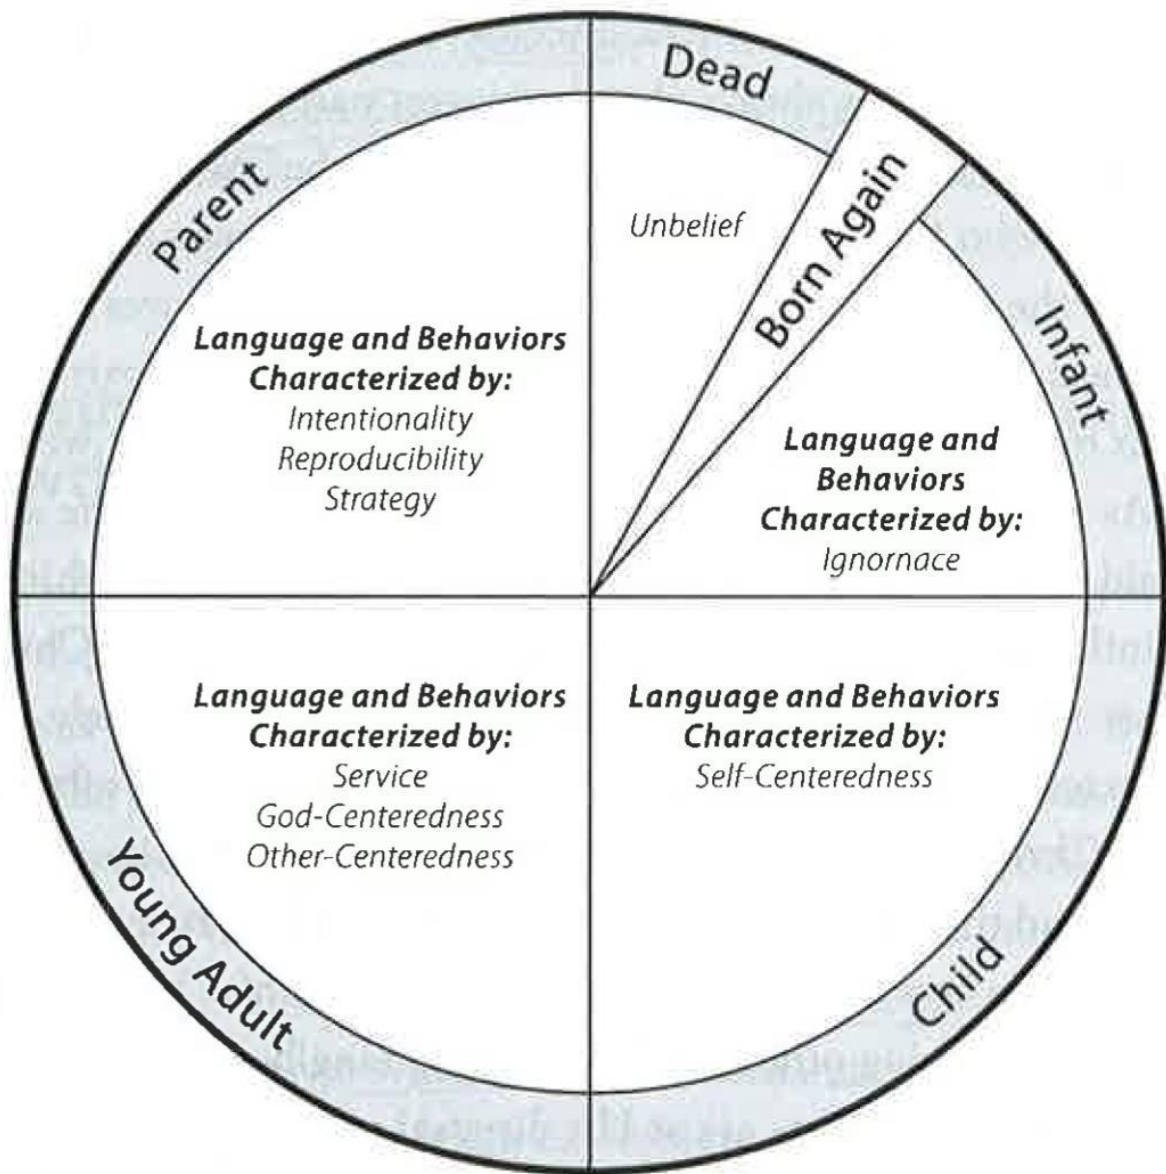 Dead
Unbelief
Born Again
Infant
Language and
Behaviors
Characterized by:
Ignornace
Child
Language and Behaviors
Characterized by:
Self-Centeredness
Young Adult
Language and Behaviors
Characterized by:
Service
God-Centeredness
Other-Centeredness
Parent
Language and Behaviors
Characterized by:
Intentionality
Reproducibility
Strategy